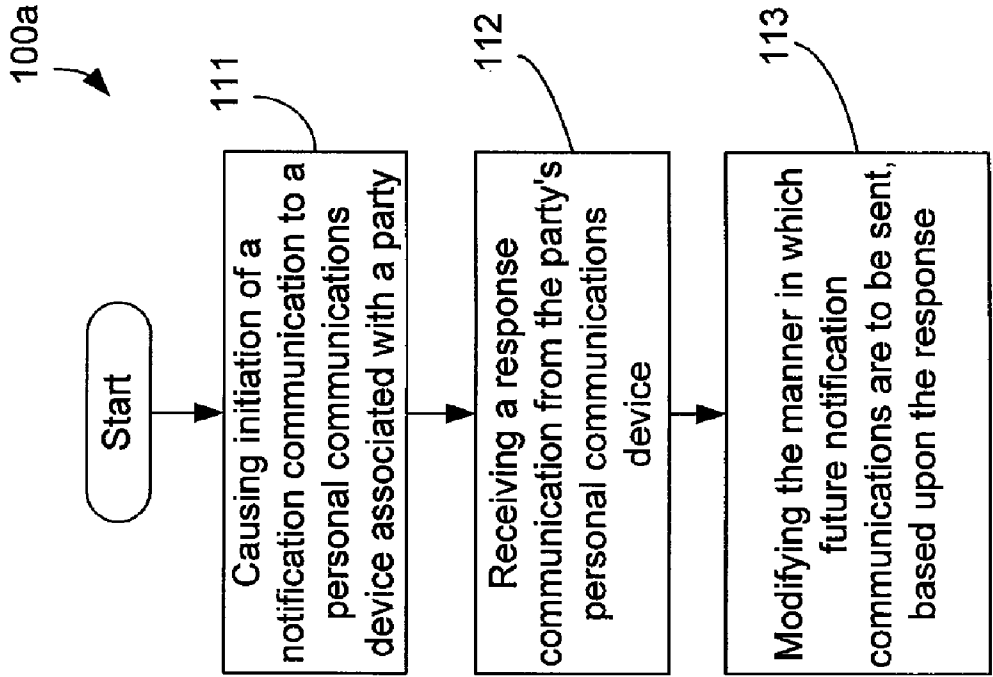 100a
Start
111
Causing initiation of a
notification communication to a
personal communications
device associated with a party
112
Receiving a response
communication from the party's
personal communications
device
113
Modifying the manner in which
future notification
communications are to be sent,
based upon the response